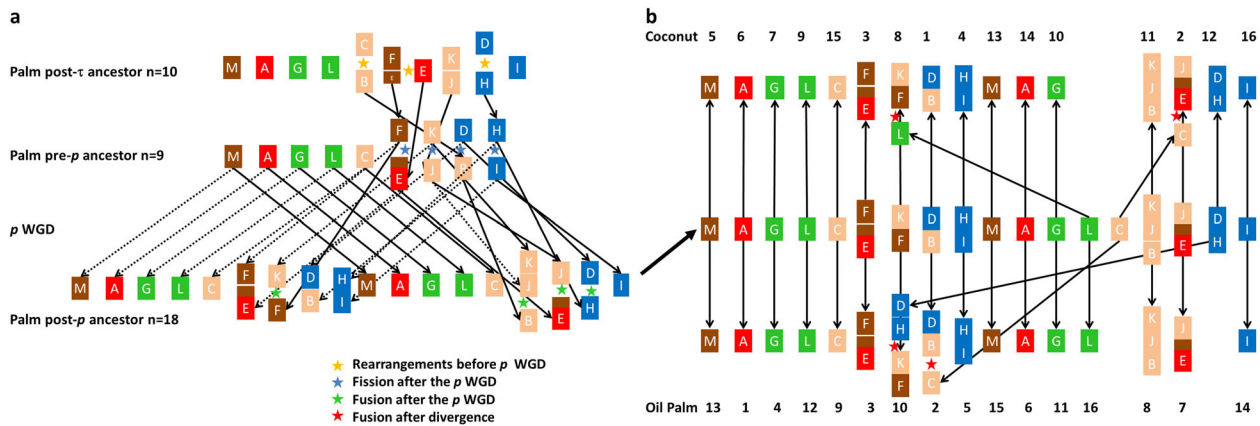 a
Palm post-τ ancestor n=10
M A G L C B F E K J D H I
Palm pre-p ancestor n=9
M A G L C F E K J D H I
p WGD
Palm post-p ancestor n=18
M A G L C F E K F D B H I M A G L C K J B J E D H I
Rearrangements before p WGD
Fission after the p WGD
Fusion after the p WGD
Fusion after divergence
b
Coconut 5 6 7 9 15 3 8 1 4 13 14 10 11 2 12 16
M A G L C F E K F L D B H I M A G K J B J E C D H I
M A G L C F E K F D B H I M A G L C K J B J E D H I
M A G L C F E D H K F D B C H I M A G L K J B J E I
Oil Palm 13 1 4 12 9 3 10 2 5 15 6 11 16 8 7 14